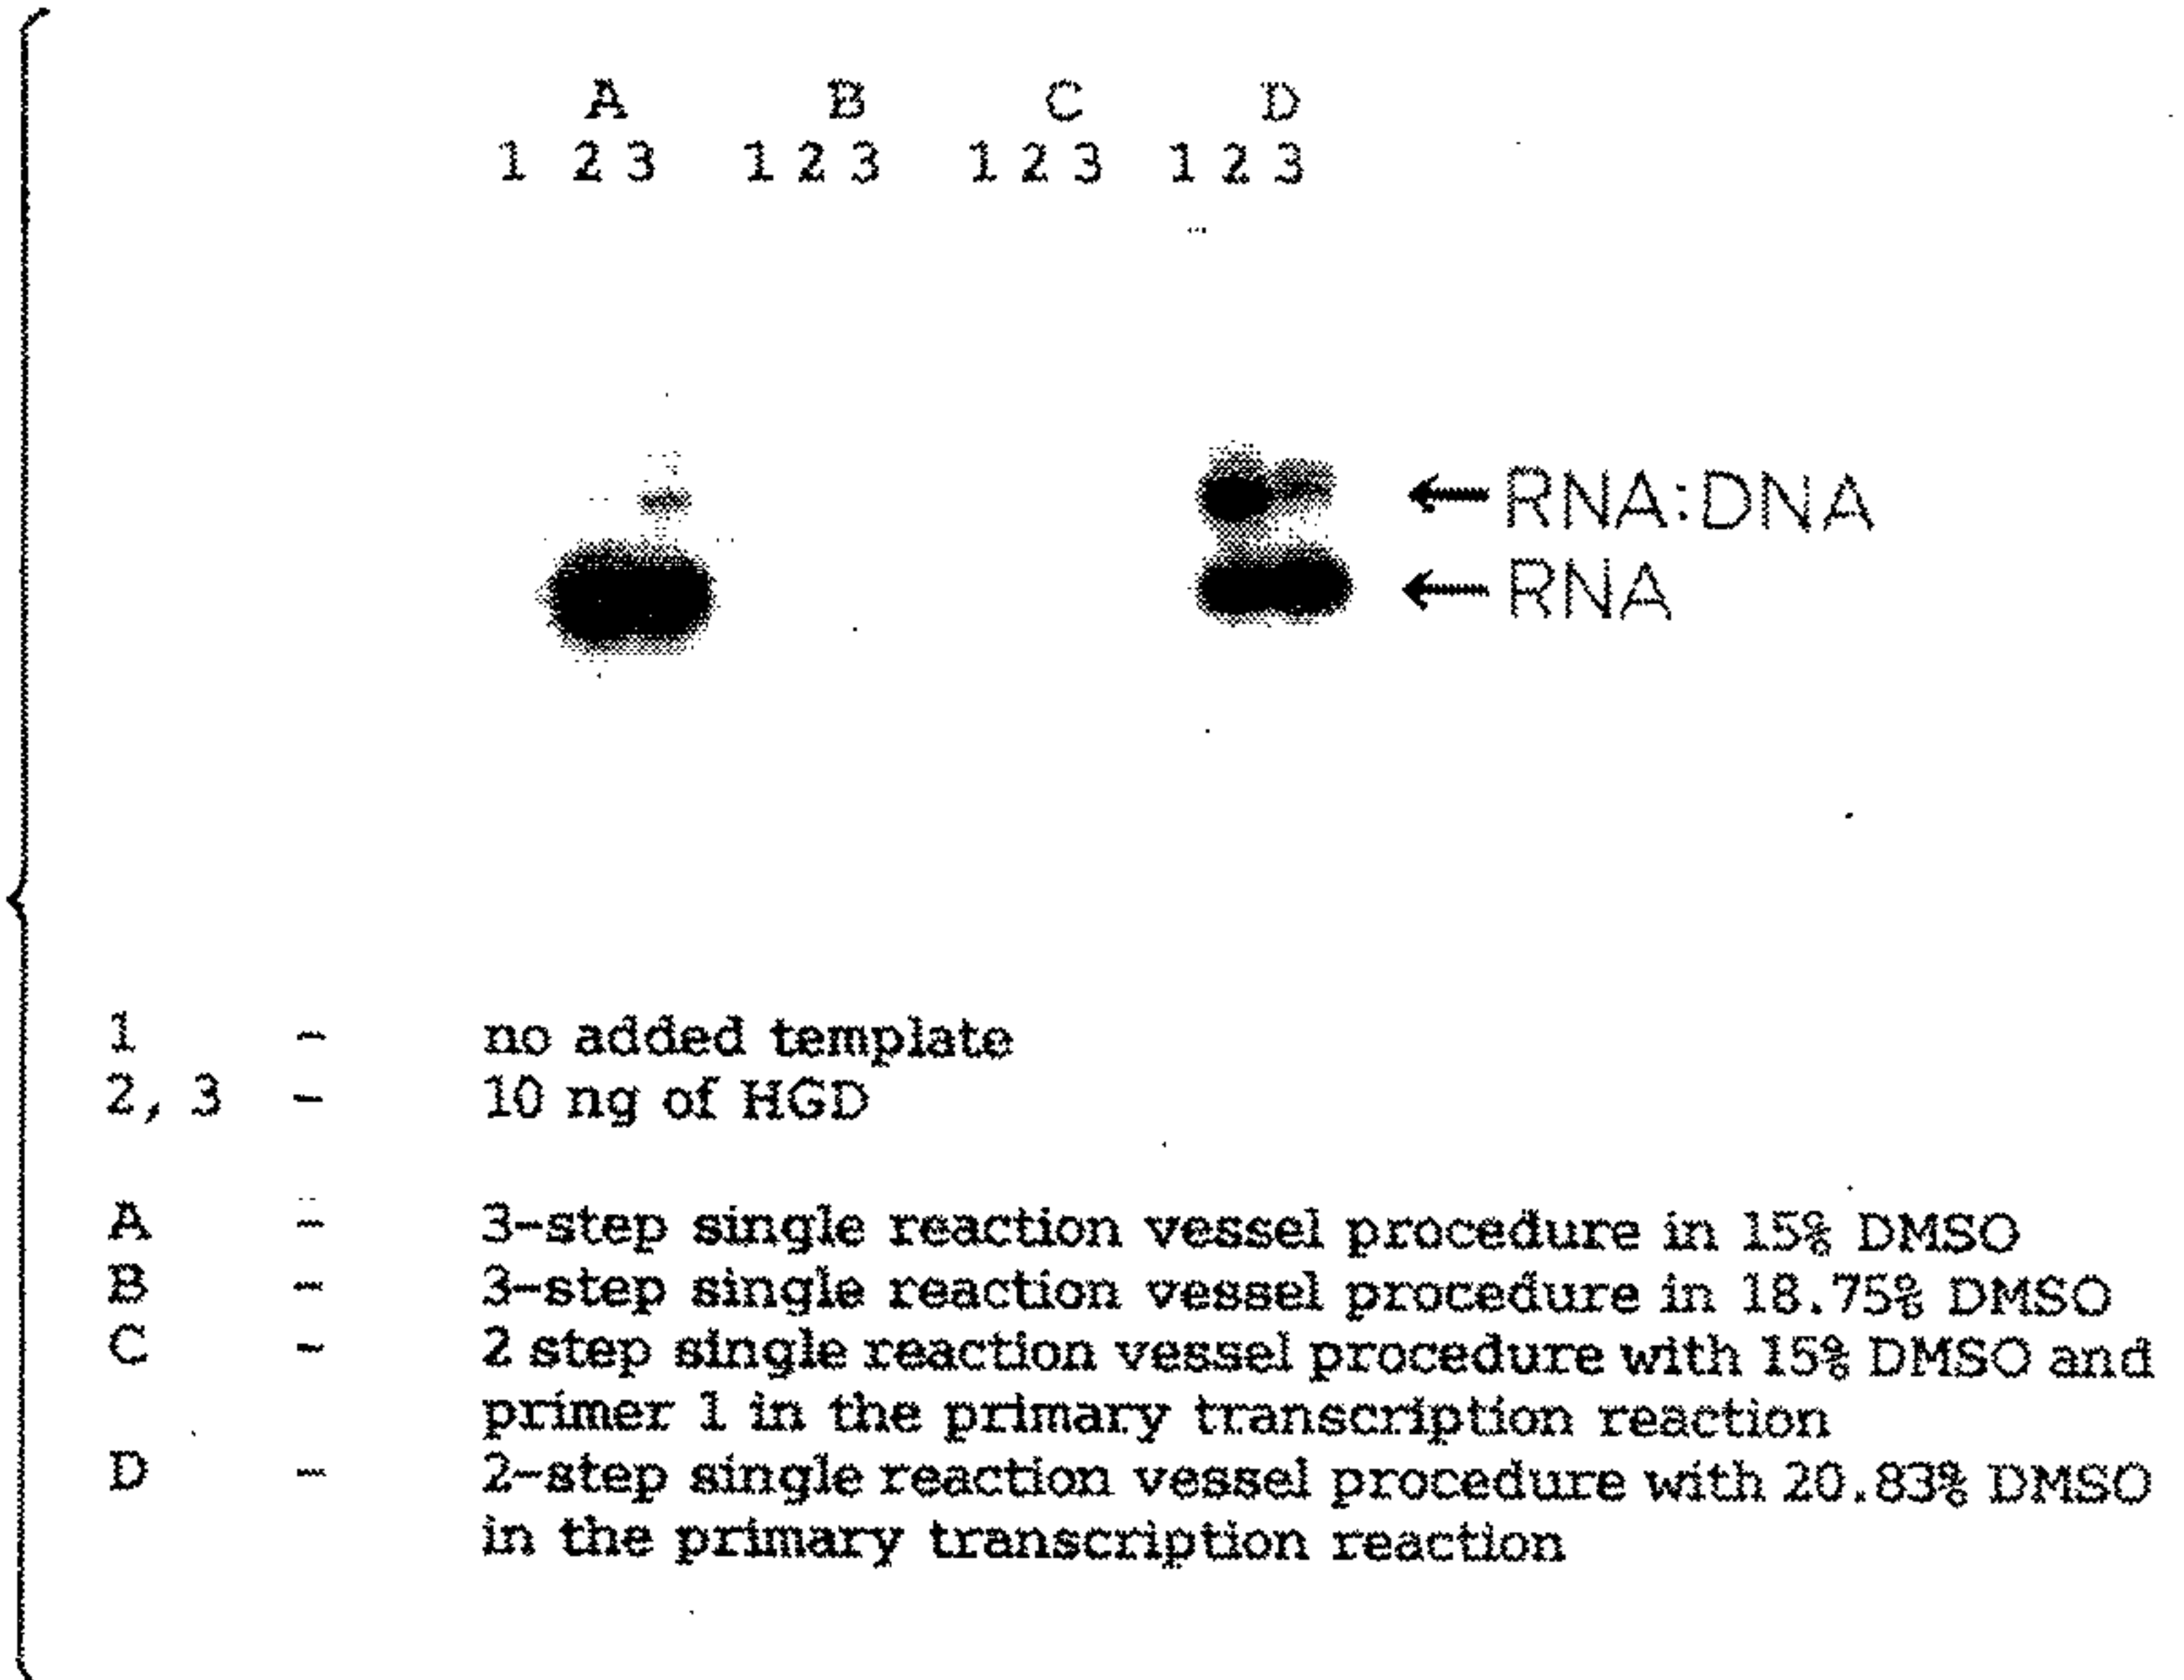 A B C D
1 2 3 1 2 3 1 2 3 1 2 3
←RNA:DNA
←RNA
1 - no added template
2, 3 - 10 ng of HGD
A - 3-step single reaction vessel procedure in 15% DMSO
B - 3-step single reaction vessel procedure in 18.75% DMSO
C - 2 step single reaction vessel procedure with 15% DMSO and
primer 1 in the primary transcription reaction
D - 2-step single reaction vessel procedure with 20.83% DMSO
in the primary transcription reaction